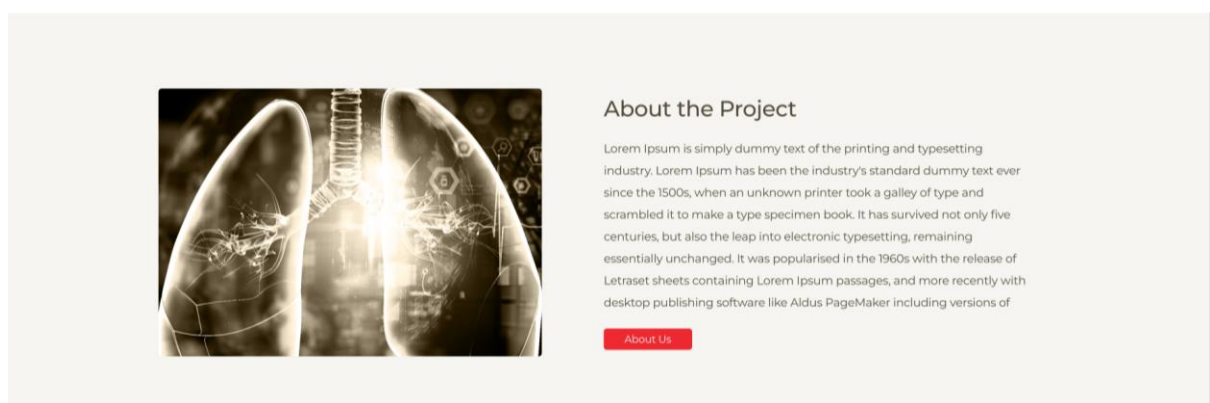 About the Project
Lorem Ipsum is simply dummy text of the printing and typesetting
industry. Lorem Ipsum has been the industry's standard dummy text ever
since the 1500s, when an unknown printer took a galley of type and
scrambled it to make a type specimen book. It has survived not only five
centuries, but also the leap into electronic typesetting, remaining
essentially unchanged. It was popularised in the 1960s with the release of
Letraset sheets containing Lorem Ipsum passages, and more recently with
desktop publishing software like Aldus PageMaker including versions of
About Us